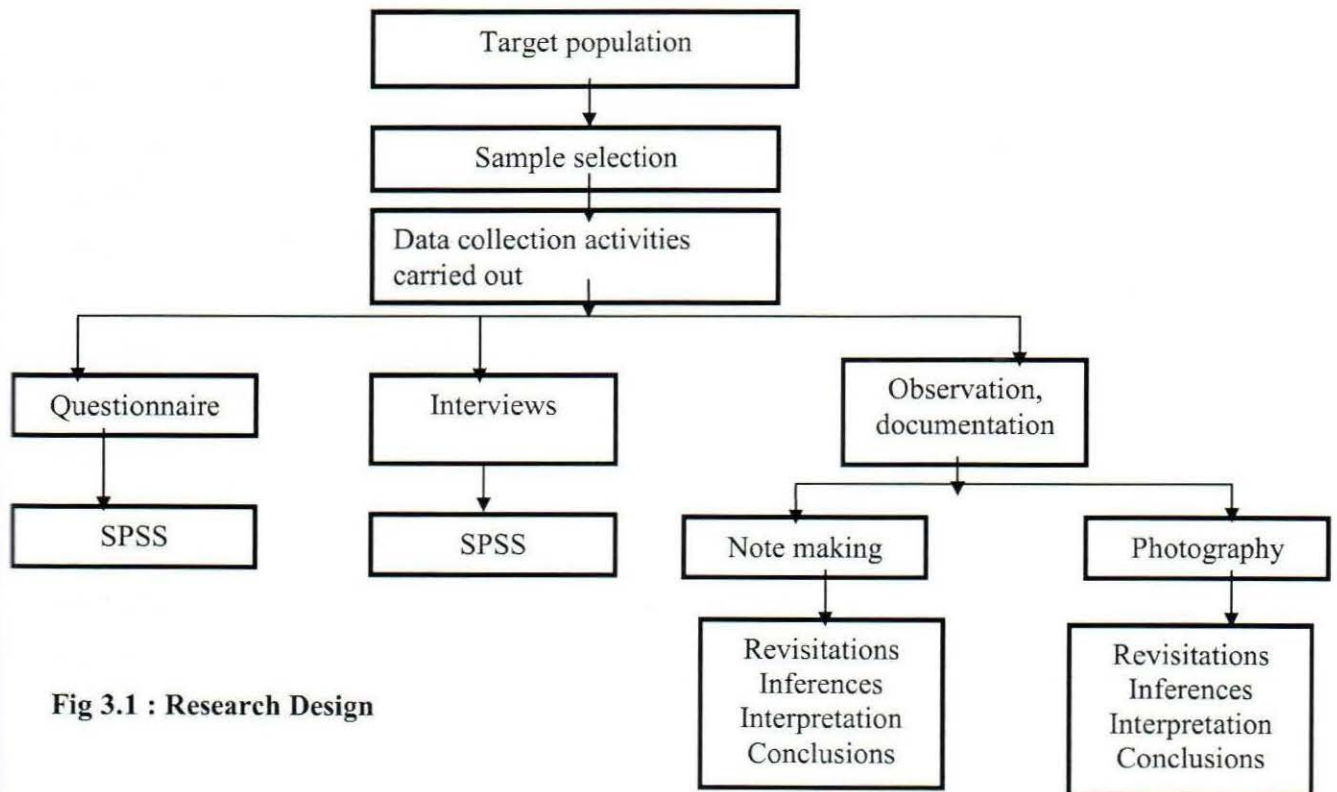 Target population
Sample selection
Data collection activities
carried out
Questionnaire
Interviews
Observation,
documentation
SPSS
SPSS
Note making
Photography
Revisitations
Inferences
Interpretation
Conclusions
Revisitations
Inferences
Interpretation
Conclusions
Fig 3.1 : Research Design